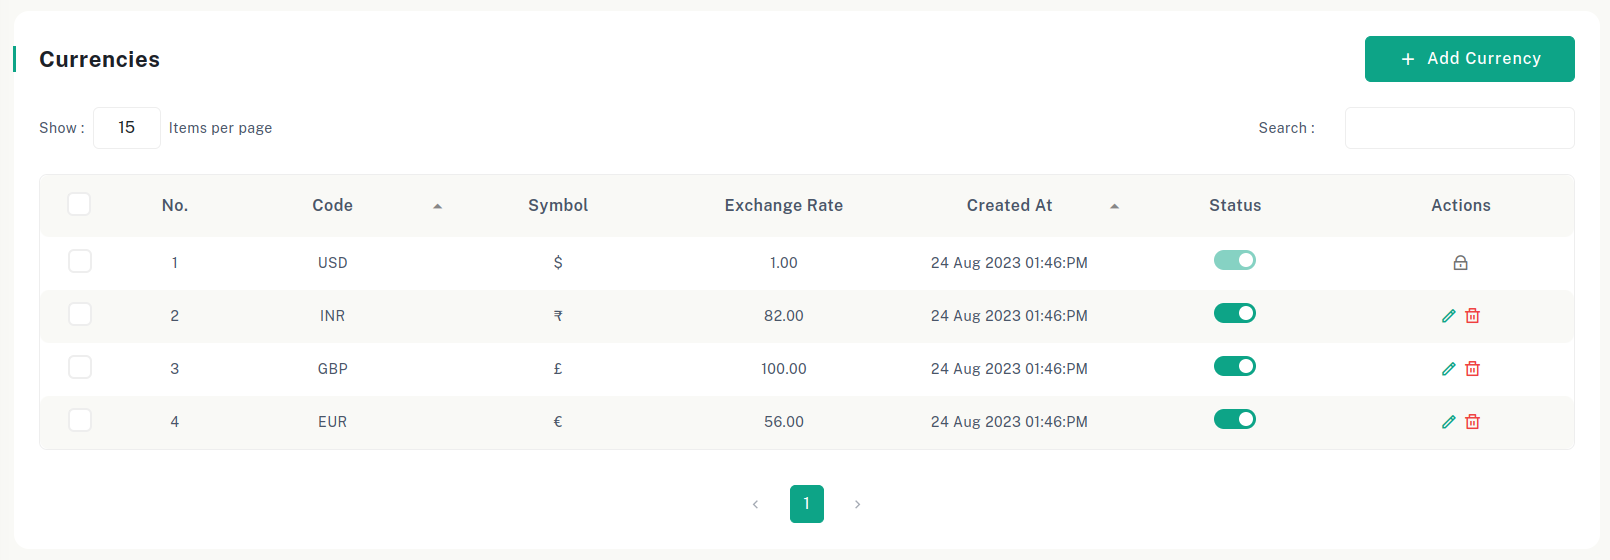 Currencies
+ Add Currency
Show : 15 Items per page Search :
No. Code Symbol Exchange Rate Created At Status Actions
1 USD $ 1.00 24 Aug 2023 01:46:PM
2 INR ₹ 82.00 24 Aug 2023 01:46:PM
3 GBP £ 100.00 24 Aug 2023 01:46:PM
4 EUR € 56.00 24 Aug 2023 01:46:PM
‹ 1 ›